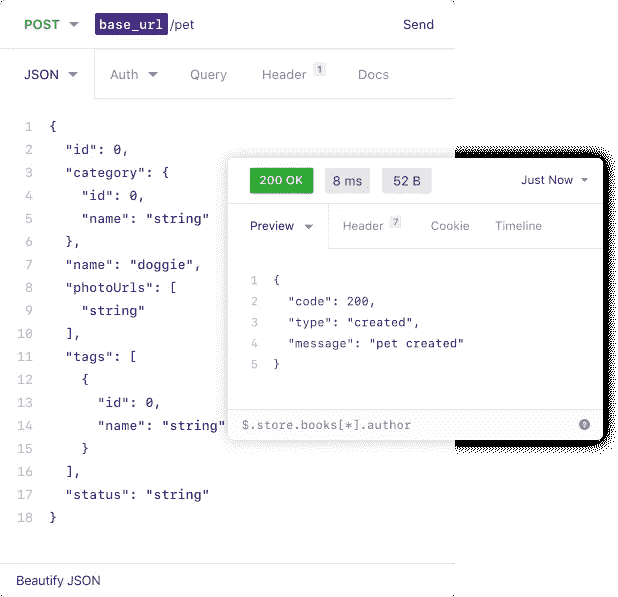 POST base_url/pet Send
JSON Auth Query Header 1 Docs
1 {
2 "id": 0,
3 "category": {
4 "id": 0,
5 "name": "string"
6 },
7 "name": "doggie",
8 "photoUrls": [
9 "string"
10 ],
11 "tags": [
12 {
13 "id": 0,
14 "name": "string"
15 }
16 ],
17 "status": "string"
18 }
Beautify JSON
200 OK 8 ms 52 B Just Now
Preview Header 7 Cookie Timeline
1 {
2 "code": 200,
3 "type": "created",
4 "message": "pet created"
5 }
$.store.books[*].author ?